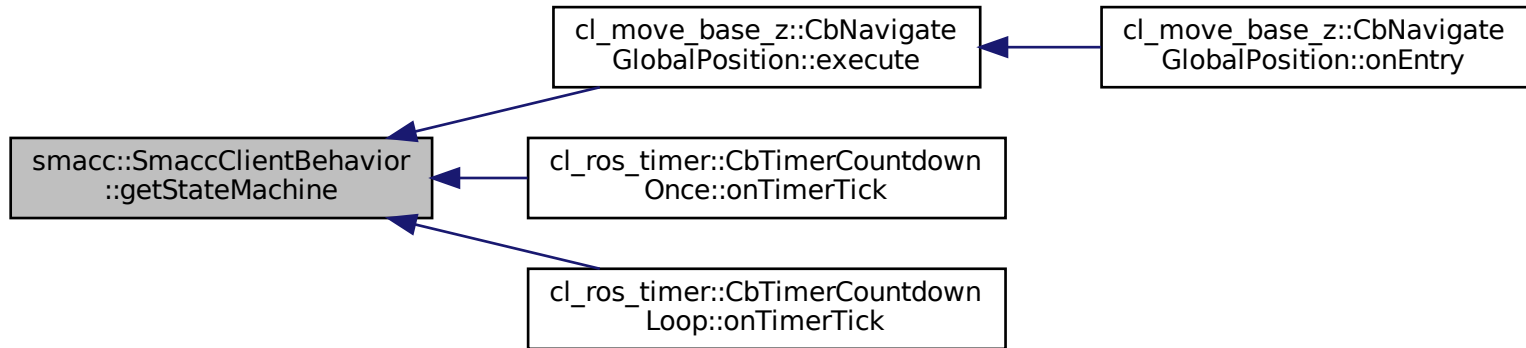 cl_move_base_z::CbNavigate
GlobalPosition::execute
cl_move_base_z::CbNavigate
GlobalPosition::onEntry
smacc::SmaccClientBehavior
::getStateMachine
cl_ros_timer::CbTimerCountdown
Once::onTimerTick
cl_ros_timer::CbTimerCountdown
Loop::onTimerTick